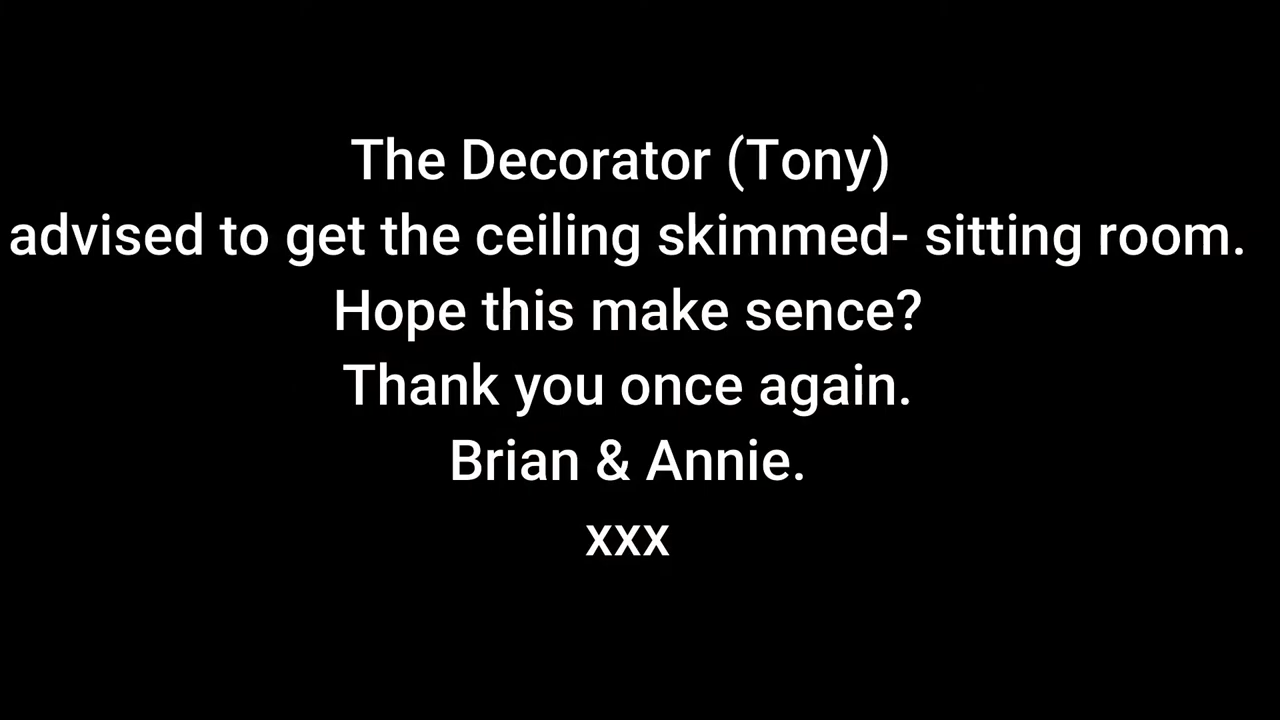 The Decorator (Tony)
advised to get the ceiling skimmed- sitting room.
Hope this make sence?
Thank you once again.
Brian & Annie.
xxx